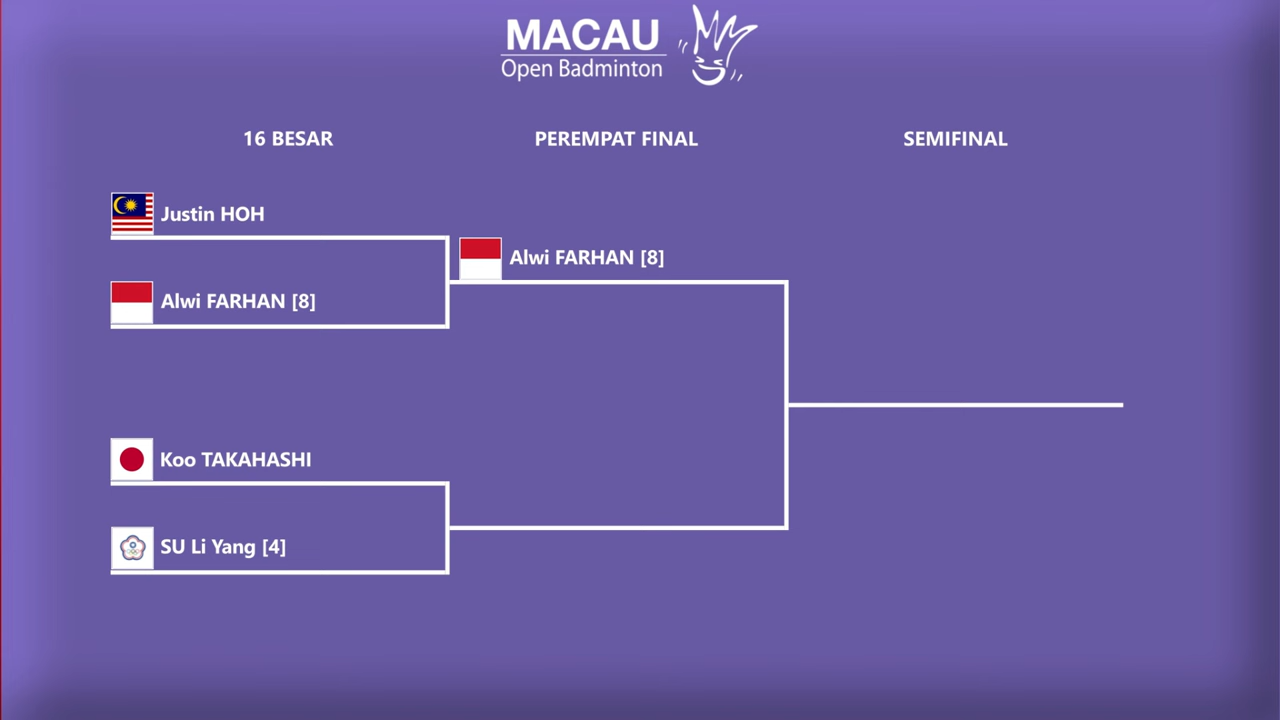 MACAU
Open Badminton
16 BESAR
PEREMPAT FINAL
SEMIFINAL
Justin HOH
Alwi FARHAN [8]
Alwi FARHAN [8]
Koo TAKAHASHI
SU Li Yang [4]